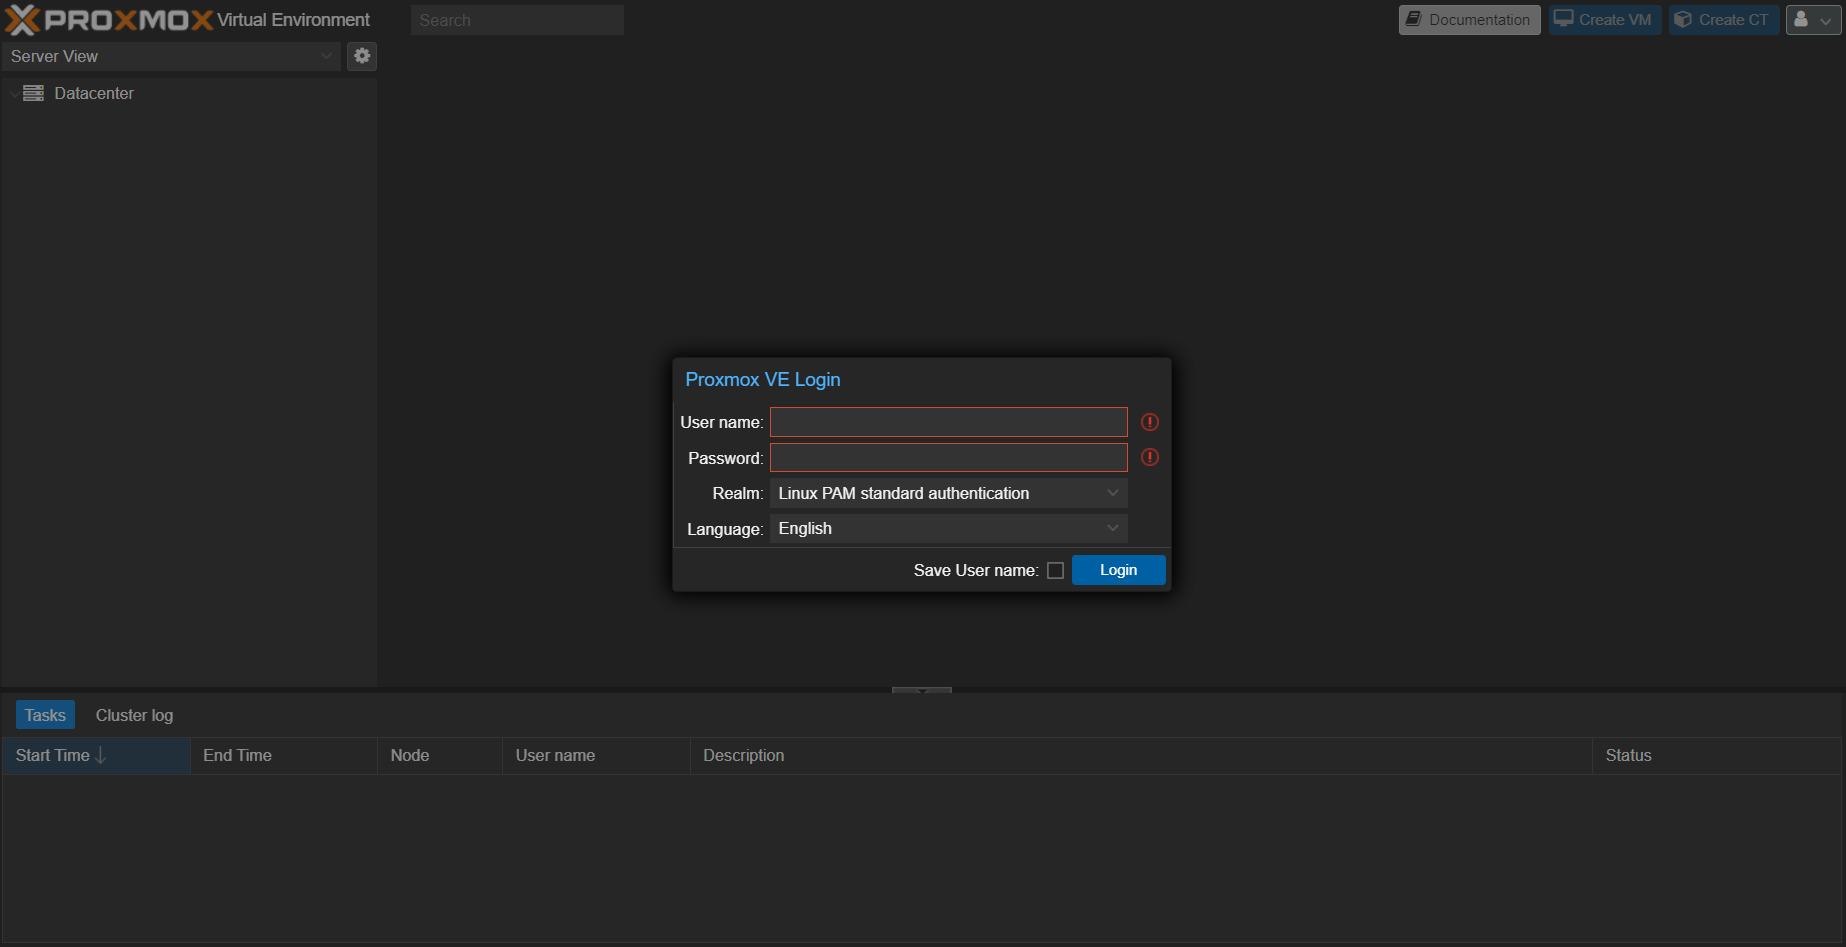 PROXMOX Virtual Environment
Search
Documentation
Create VM
Create CT
Server View
Datacenter
Proxmox VE Login
User name:
Password:
Realm: Linux PAM standard authentication
Language: English
Save User name:
Login
Tasks
Cluster log
Start Time
End Time
Node
User name
Description
Status